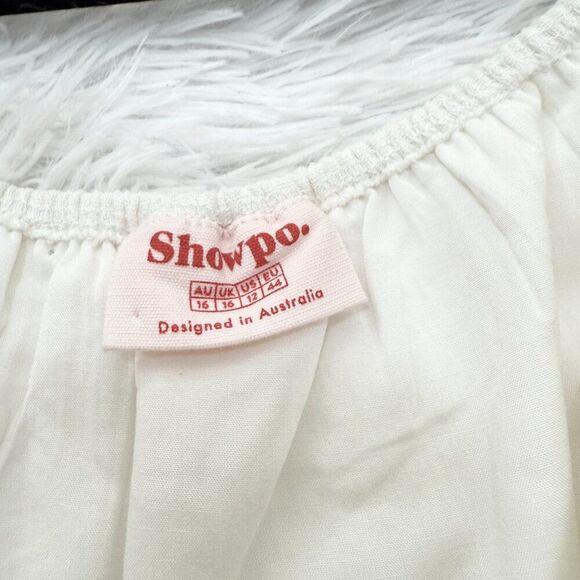 Showpo.
AU UK US EU
16 16 12 44
Designed in Australia